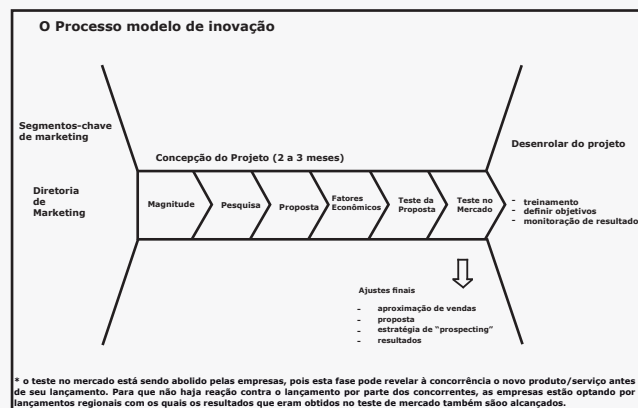 O Processo modelo de inovação
Segmentos-chave
de marketing
Diretoria
de
Marketing
Concepção do Projeto (2 a 3 meses)
Magnitude
Pesquisa
Proposta
Fatores
Econômicos
Teste da
Proposta
Teste no
Mercado
Desenrolar do projeto
- treinamento
- definir objetivos
- monitoração de resultado
Ajustes finais
- aproximação de vendas
- proposta
- estratégia de “prospecting”
- resultados
* o teste no mercado está sendo abolido pelas empresas, pois esta fase pode revelar à concorrência o novo produto/serviço antes
de seu lançamento. Para que não haja reação contra o lançamento por parte dos concorrentes, as empresas estão optando por
lançamentos regionais com os quais os resultados que eram obtidos no teste de mercado também sãoo alcançados.